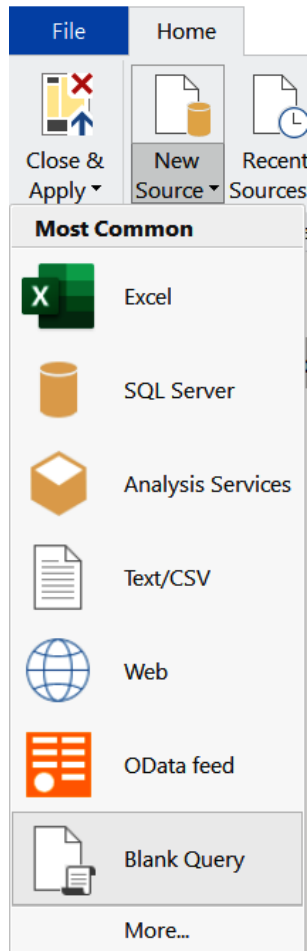 File Home
Close & New Recent
Apply Source Sources
Most Common
X Excel
SQL Server
Analysis Services
Text/CSV
Web
OData feed
Blank Query
More...